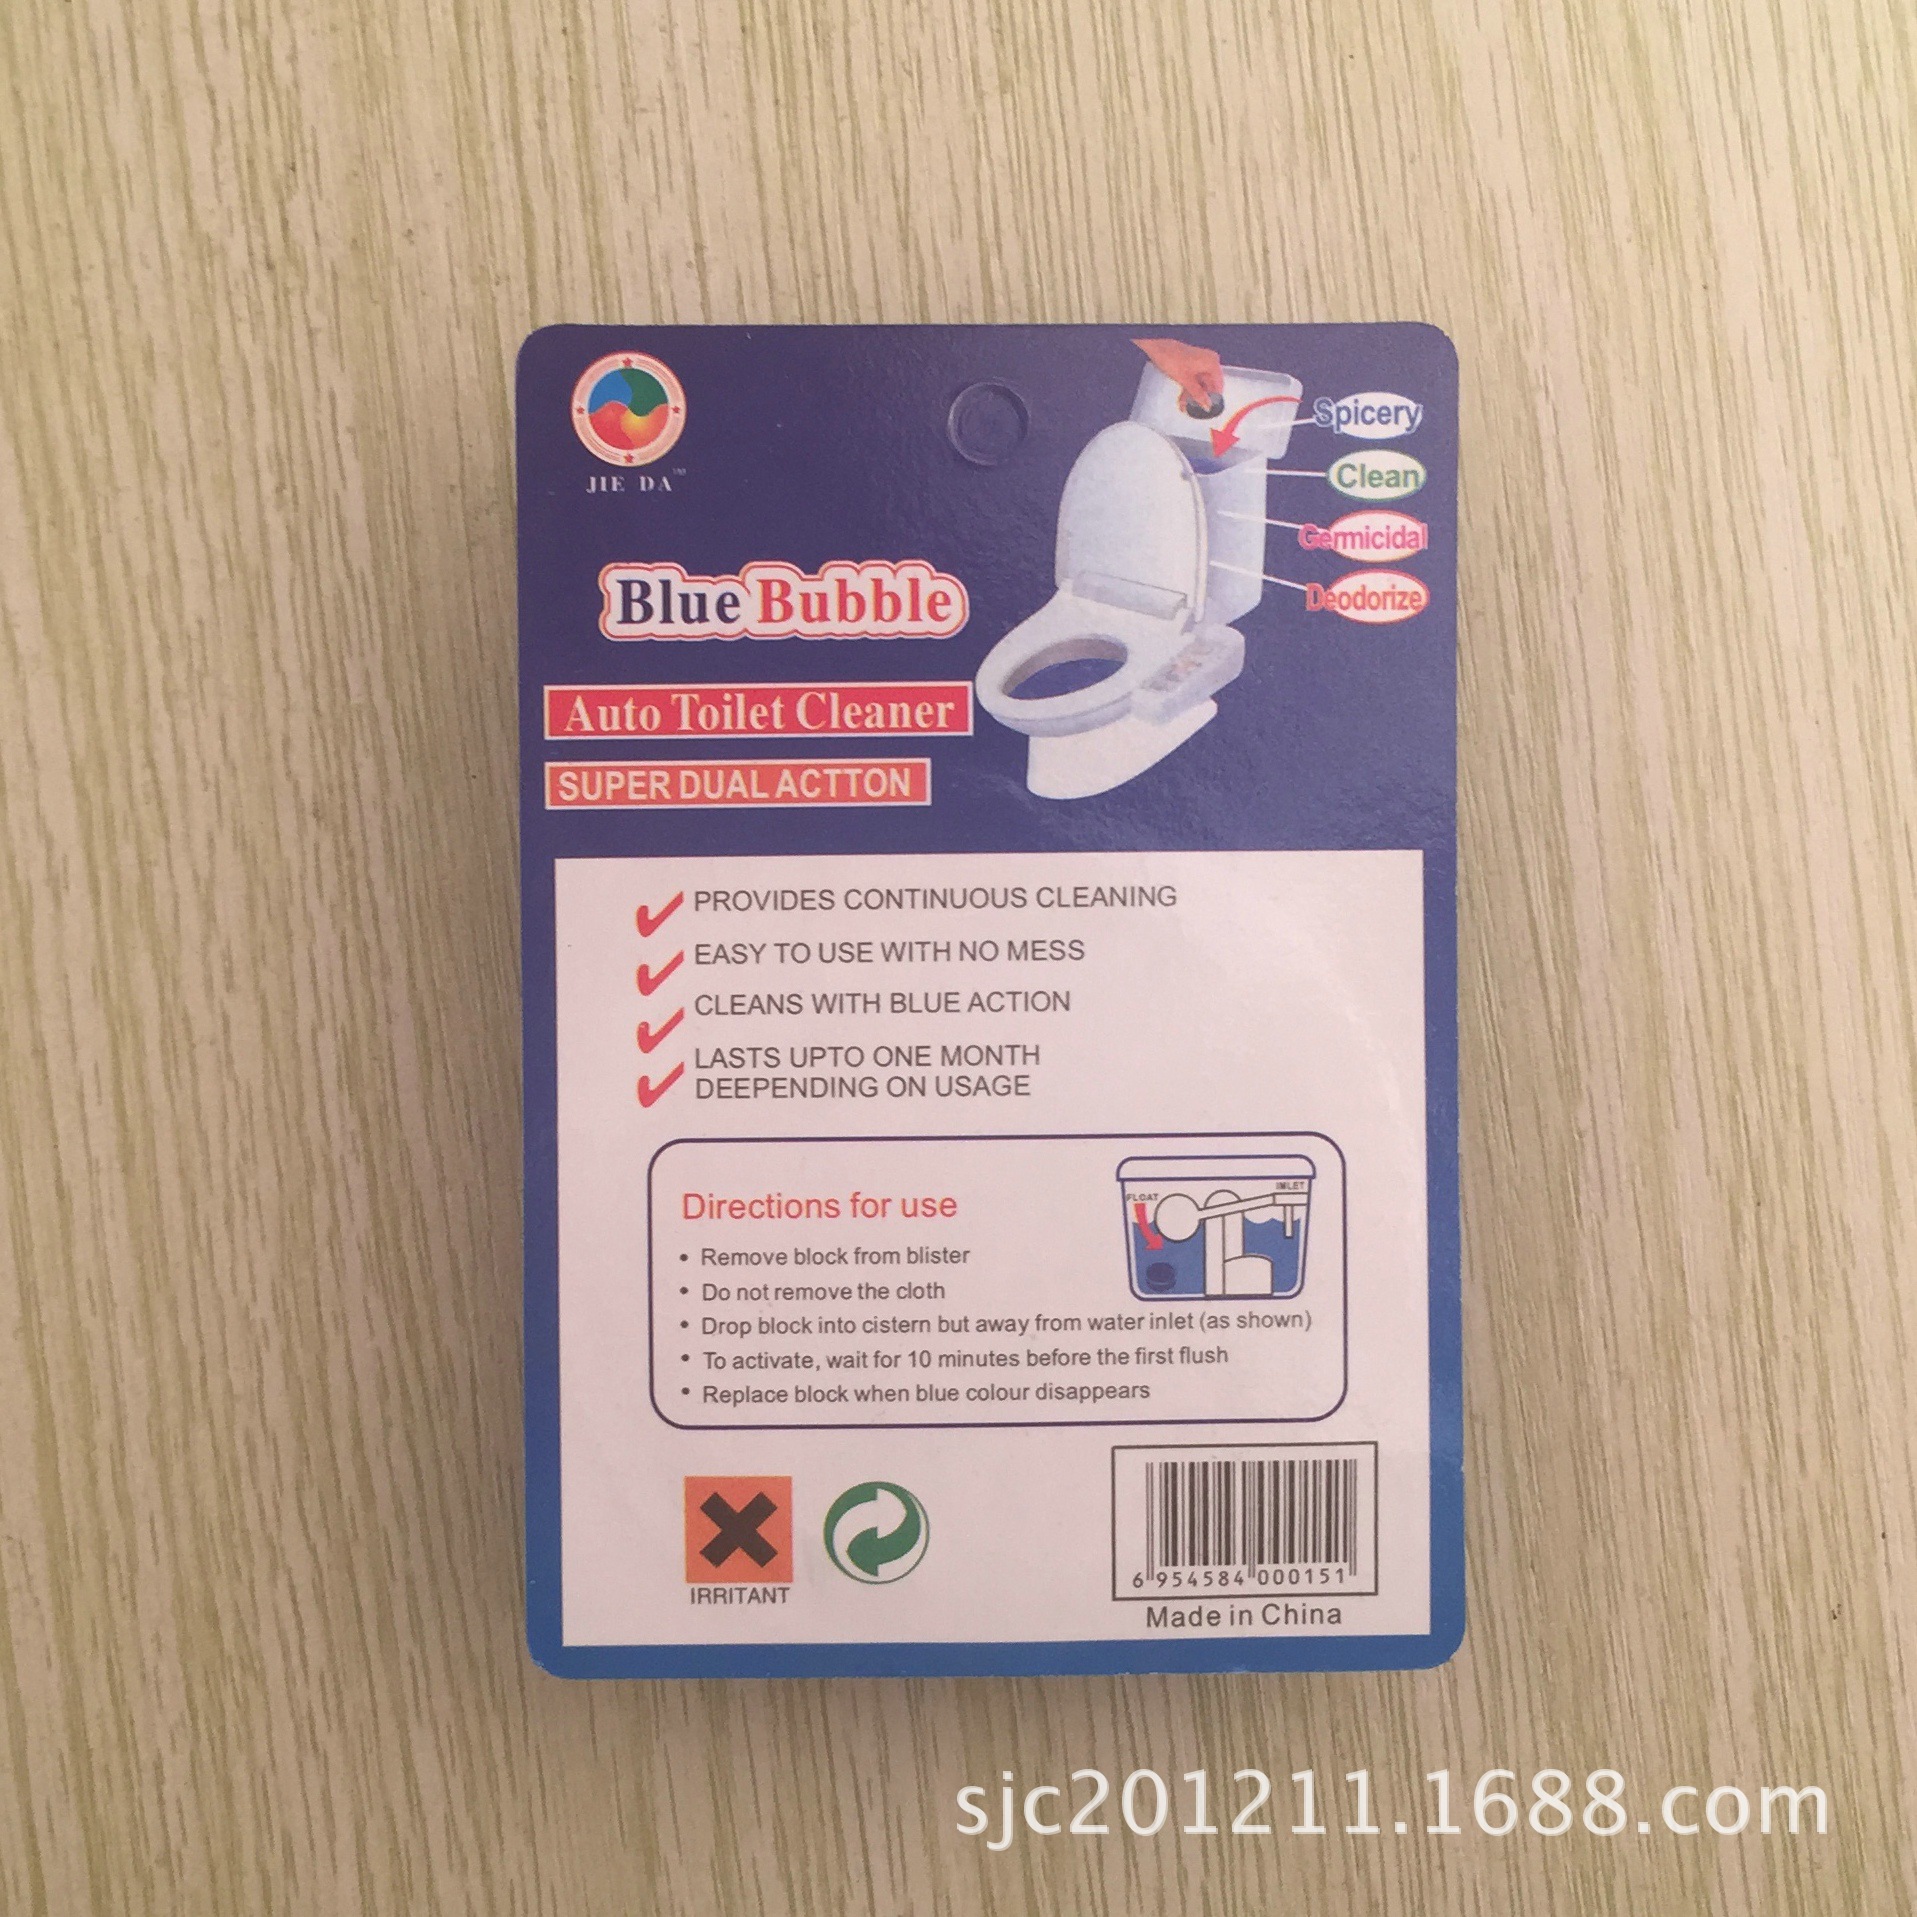 JIE DA™
Spicery
Clean
Germicidal
Deodorize
Blue Bubble
Auto Toilet Cleaner
SUPER DUAL ACTTON
PROVIDES CONTINUOUS CLEANING
EASY TO USE WITH NO MESS
CLEANS WITH BLUE ACTION
LASTS UPTO ONE MONTH
DEEPENDING ON USAGE
Directions for use
FLOAT
IMLET
• Remove block from blister
• Do not remove the cloth
• Drop block into cistern but away from water inlet (as shown)
• To activate, wait for 10 minutes before the first flush
• Replace block when blue colour disappears
IRRITANT
6 954584 000151
Made in China
sjc201211.1688.com